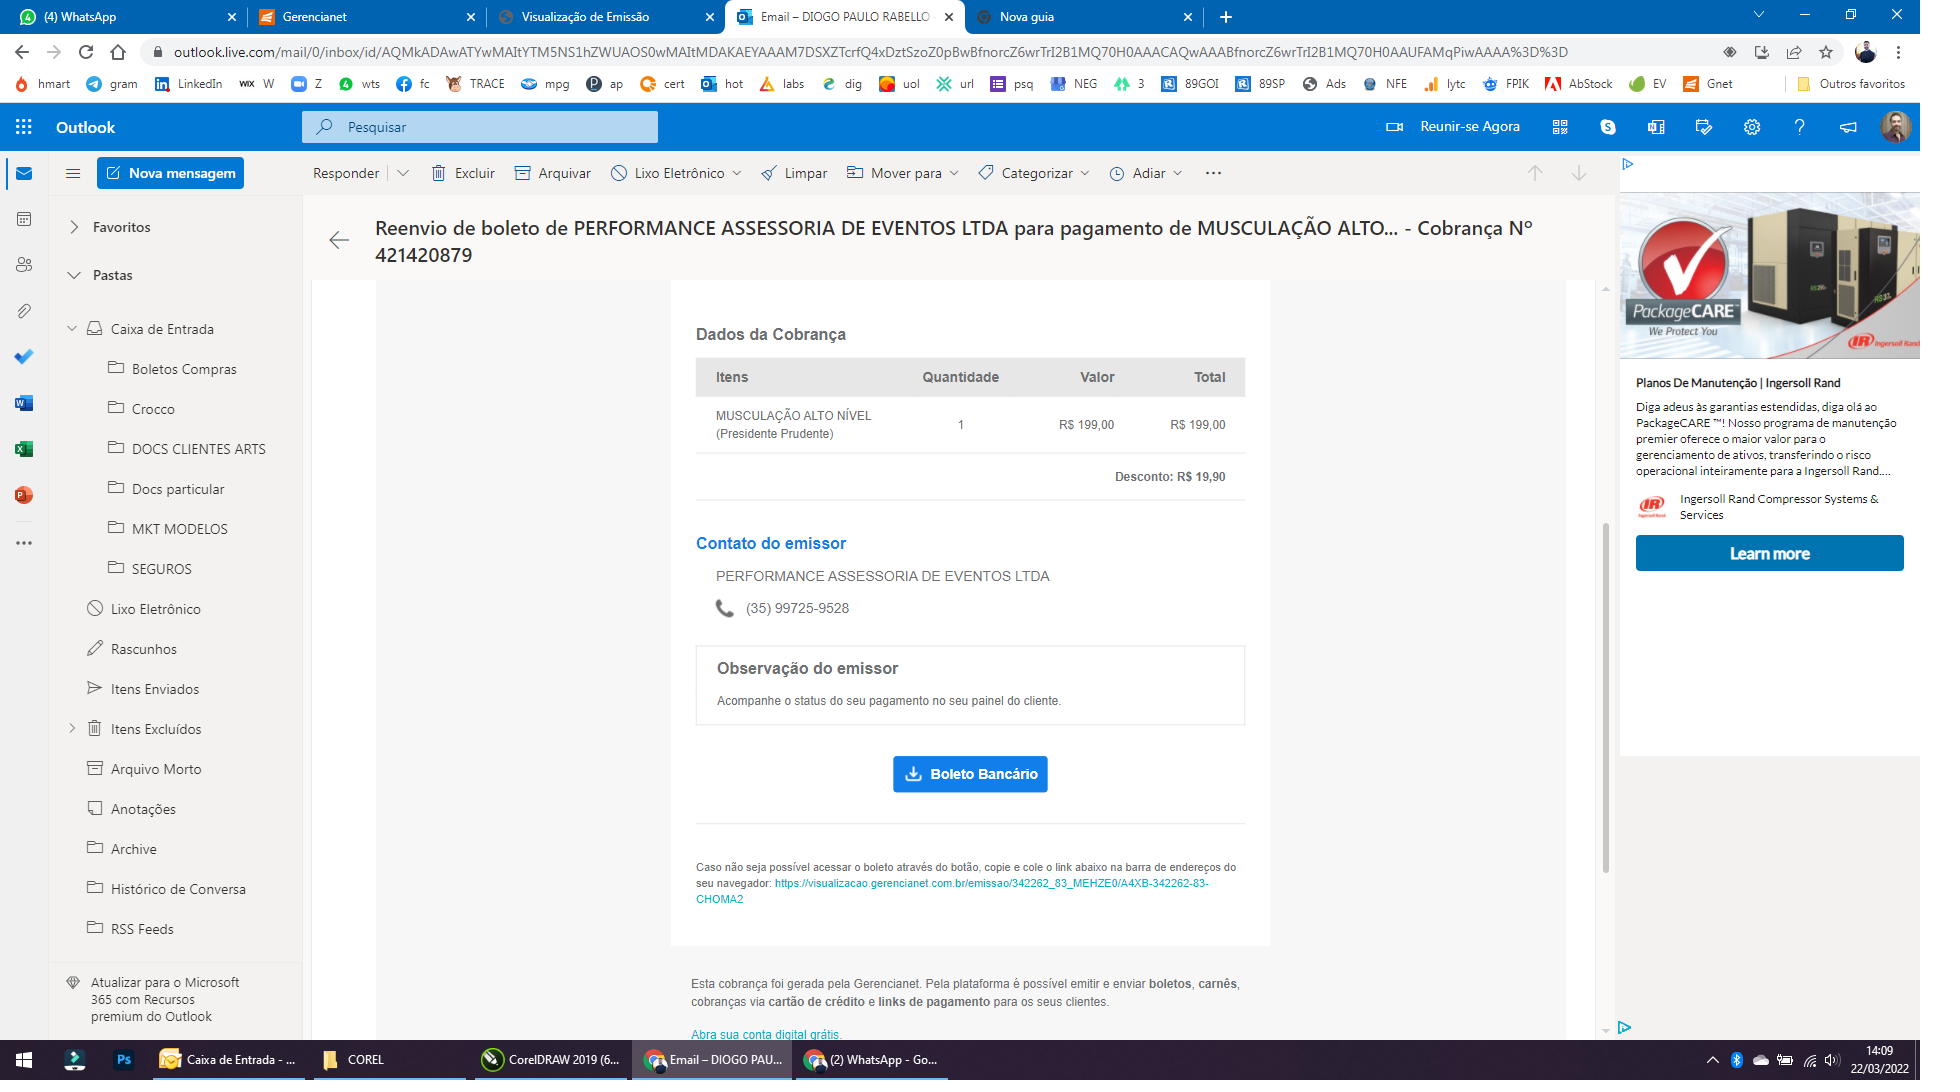 (4) WhatsApp
Gerencianet
Visualização de Emissão
Email – DIOGO PAULO RABELLO
Nova guia
outlook.live.com/mail/0/inbox/id/AQMkADAwATYwMAItYTM5NS1hZWUAOS0wMAItMDAKAEYAAAM7DSXZTcrfQ4xDztSzoZ0pBwBfnorcZ6wrTrI2B1MQ70H0AAACAQwAAABfnorcZ6wrTrI2B1MQ70H0AAUFAMqPiwAAAA%3D%3D
hmart gram LinkedIn WiX W Z wts fc TRACE mpg ap cert hot labs dig uol url psq NEG 3 89GOI 89SP Ads NFE lytc FPIK AbStock EV Gnet Outros favoritos
Outlook
Pesquisar
Reunir-se Agora
Nova mensagem
Responder Excluir Arquivar Lixo Eletrônico Limpar Mover para Categorizar Adiar
Favoritos
Pastas
Caixa de Entrada
Boletos Compras
Crocco
DOCS CLIENTES ARTS
Docs particular
MKT MODELOS
SEGUROS
Lixo Eletrônico
Rascunhos
Itens Enviados
Itens Excluídos
Arquivo Morto
Anotações
Archive
Histórico de Conversa
RSS Feeds
Atualizar para o Microsoft
365 com Recursos
premium do Outlook
Reenvio de boleto de PERFORMANCE ASSESSORIA DE EVENTOS LTDA para pagamento de MUSCULAÇÃO ALTO... - Cobrança Nº
421420879
Dados da Cobrança
Itens Quantidade Valor Total
MUSCULAÇÃO ALTO NÍVEL
(Presidente Prudente)
1 R$ 199,00 R$ 199,00
Desconto: R$ 19,90
Contato do emissor
PERFORMANCE ASSESSORIA DE EVENTOS LTDA
(35) 99725-9528
Observação do emissor
Acompanhe o status do seu pagamento no seu painel do cliente.
Boleto Bancário
Caso não seja possível acessar o boleto através do botão, copie e cole o link abaixo na barra de endereços do
seu navegador: https://visualizacao.gerencianet.com.br/emissao/342262_83_MEHZE0/A4XB-342262-83-
CHOMA2
Esta cobrança foi gerada pela Gerencianet. Pela plataforma é possível emitir e enviar boletos, carnês,
cobranças via cartão de crédito e links de pagamento para os seus clientes.
Abra sua conta digital grátis.
PackageCARE™
We Protect You
IR Ingersoll Rand
Planos De Manutenção | Ingersoll Rand
Diga adeus às garantias estendidas, diga olá ao
PackageCARE ™! Nosso programa de manutenção
premier oferece o maior valor para o
gerenciamento de ativos, transferindo o risco
operacional inteiramente para a Ingersoll Rand....
Ingersoll Rand Compressor Systems &
Services
Learn more
Ps
Caixa de Entrada - ...
COREL
CorelDRAW 2019 (6...
Email – DIOGO PAU...
(2) WhatsApp - Go...
14:09
22/03/2022